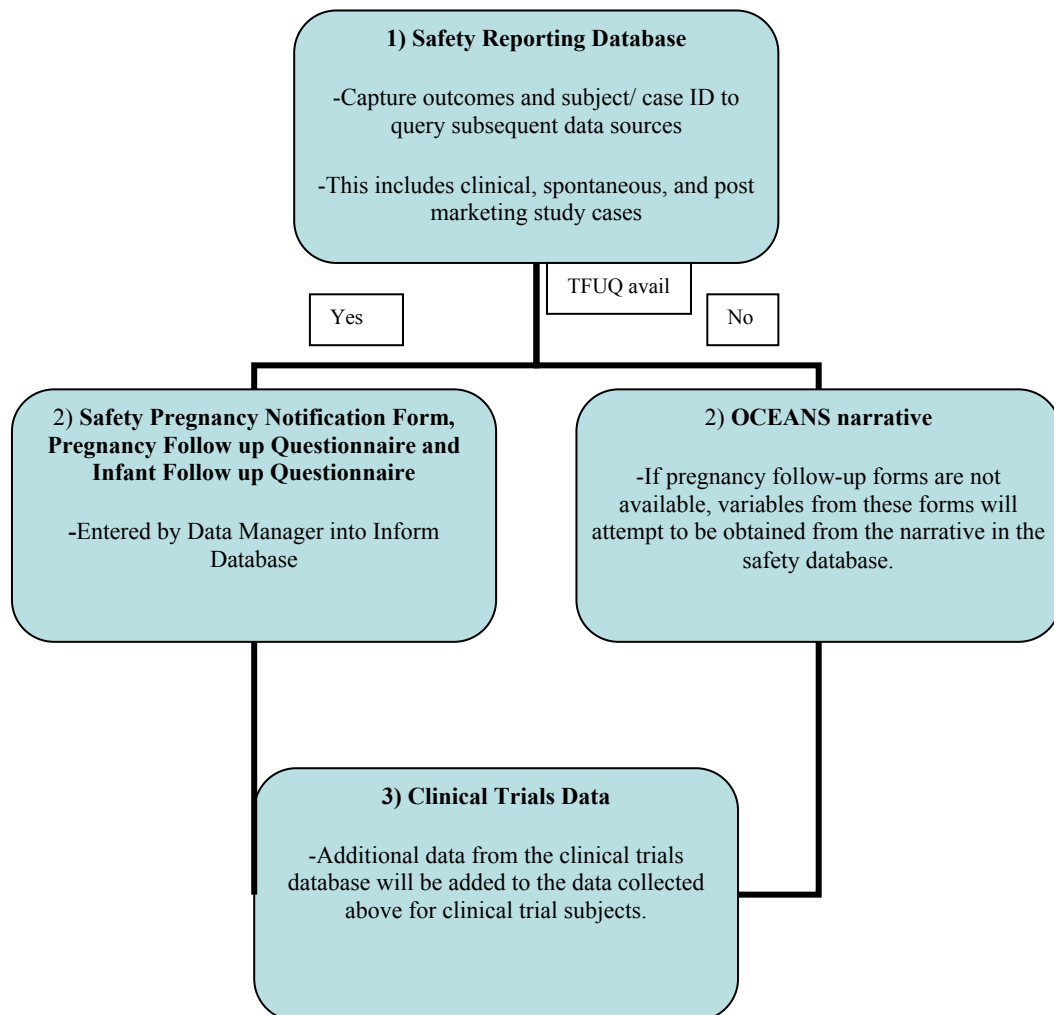 1) Safety Reporting Database
-Capture outcomes and subject/ case ID to
query subsequent data sources
-This includes clinical, spontaneous, and post
marketing study cases
TFUQ avail
Yes
No
2) Safety Pregnancy Notification Form,
Pregnancy Follow up Questionnaire and
Infant Follow up Questionnaire
-Entered by Data Manager into Inform
Database
2) OCEANS narrative
-If pregnancy follow-up forms are not
available, variables from these forms will
attempt to be obtained from the narrative in the
safety database.
3) Clinical Trials Data
-Additional data from the clinical trials
database will be added to the data collected
above for clinical trial subjects.